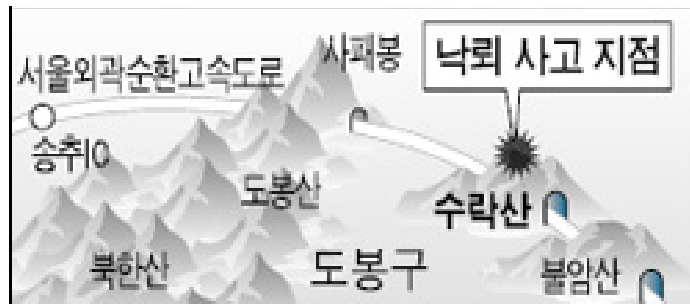 서울외곽순환고속도로
사패봉
낙뢰 사고 지점
송추IC
도봉산
수락산
북한산
도봉구
불암산